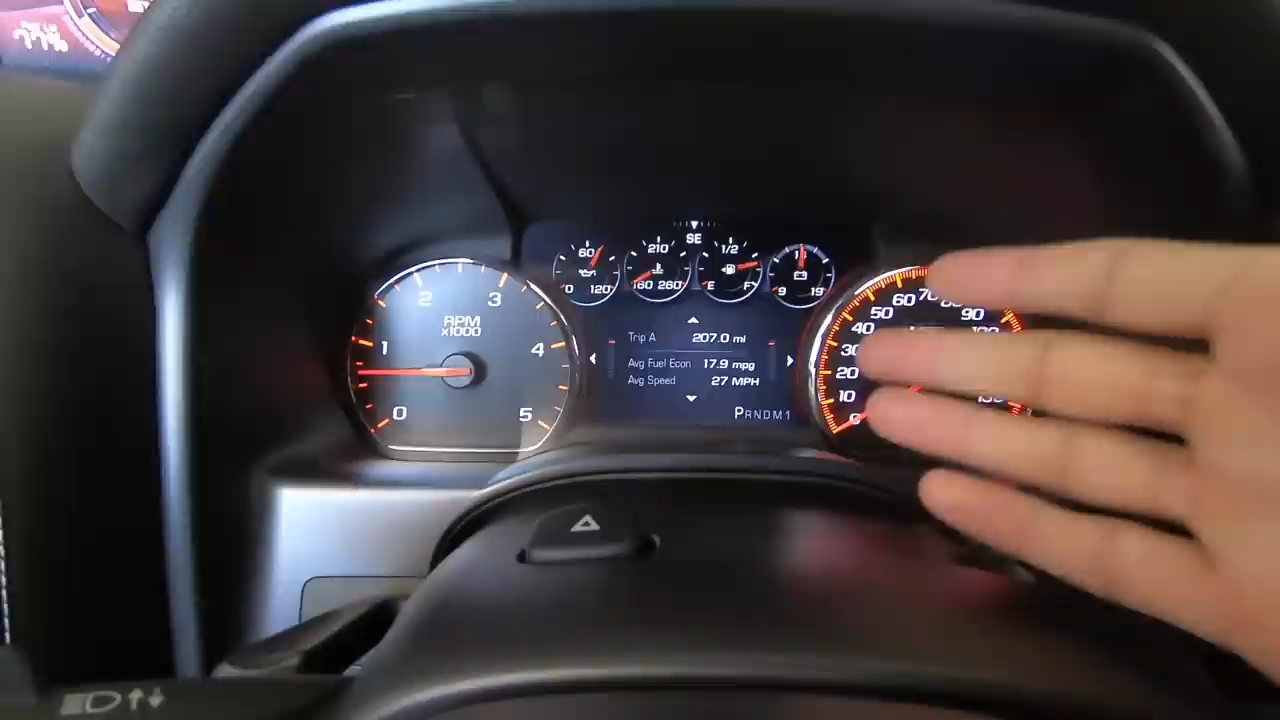 SE
60
0 120
210
160 260
1/2
E F
9 19
2 3
RPM
x1000
1 4
0 5
Trip A 207.0 mi
Avg Fuel Econ 17.9 mpg
Avg Speed 27 MPH
PRNDM1
60 70 80
50 90
40
30
20
10
0